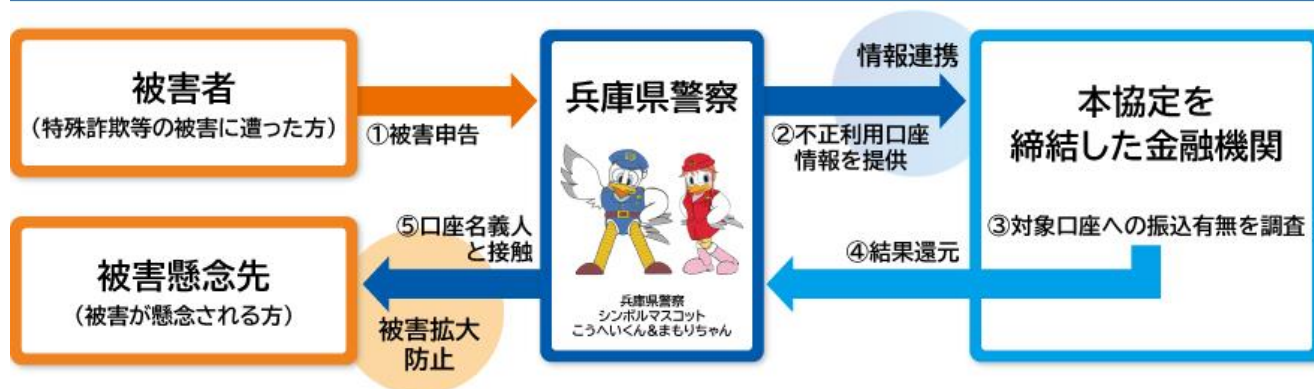 被害者
（特殊詐欺等の被害に遭った方）
①被害申告
兵庫県警察
情報連携
②不正利用口座
情報を提供
本協定を
締結した金融機関
③対象口座への振込有無を調査
④結果還元
⑤口座名義人
と接触
被害拡大
防止
被害懸念先
（被害が懸念される方）
兵庫県警察
シンボルマスコット
こうへいくん&まもりちゃん